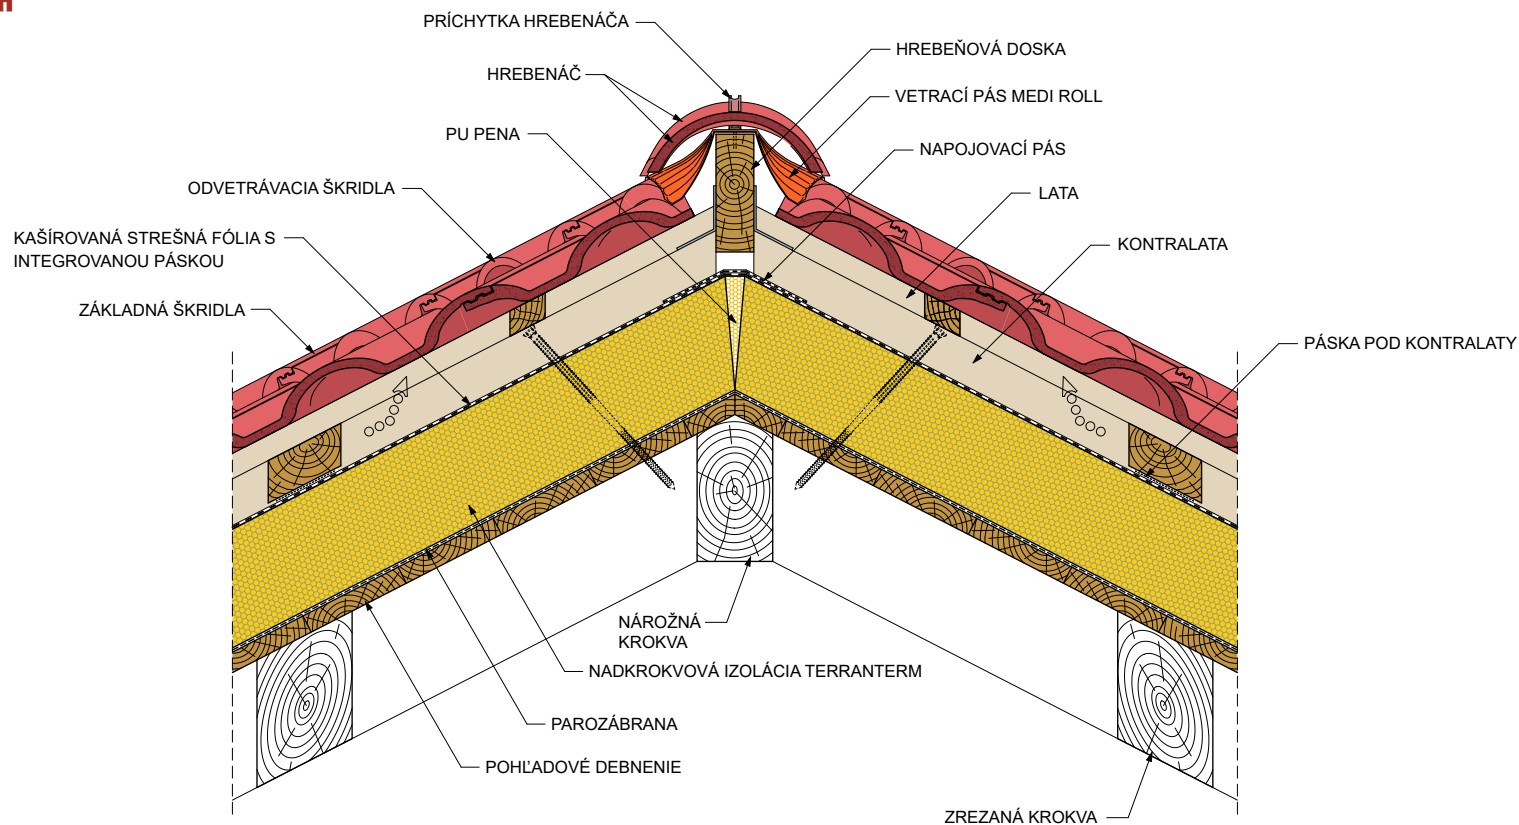 PRÍCHYTKA HREBENÁČA
HREBEŇOVÁ DOSKA
HREBENÁČ
VETRACÍ PÁS MEDI ROLL
PU PENA
NAPOJOVACÍ PÁS
ODVETRÁVACIA ŠKRIDLA
LATA
KAŠÍROVANÁ STREŠNÁ FÓLIA S
INTEGROVANOU PÁSKOU
KONTRALATA
ZÁKLADNÁ ŠKRIDLA
PÁSKA POD KONTRALATY
NÁROŽNÁ
KROKVA
NADKROKVOVÁ IZOLÁCIA TERRANTERM
PAROZÁBRANA
POHĽADOVÉ DEBNENIE
ZREZANÁ KROKVA